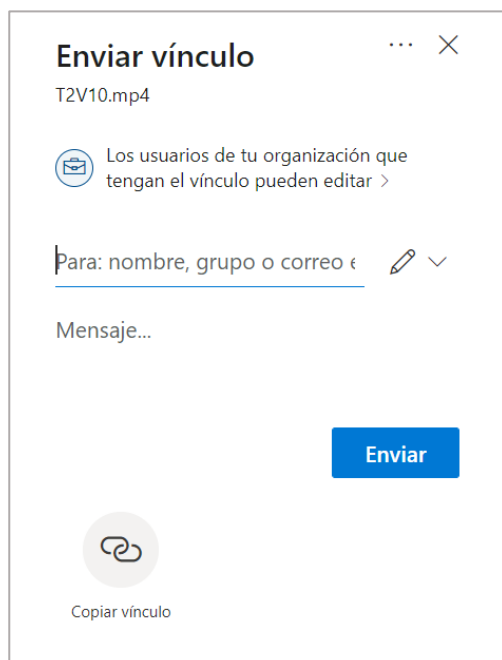 Enviar vínculo
T2V10.mp4
Los usuarios de tu organización que
tengan el vínculo pueden editar >
Para: nombre, grupo o correo e
Mensaje...
Enviar
Copiar vínculo